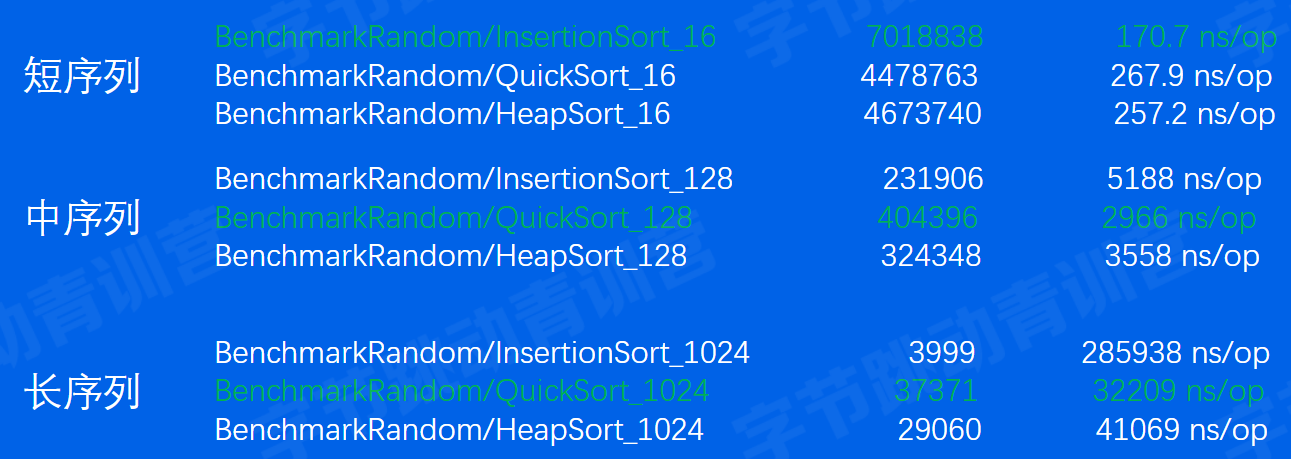 BenchmarkRandom/InsertionSort_16 7018838 170.7 ns/op
短序列 BenchmarkRandom/QuickSort_16 4478763 267.9 ns/op
BenchmarkRandom/HeapSort_16 4673740 257.2 ns/op
BenchmarkRandom/InsertionSort_128 231906 5188 ns/op
中序列 BenchmarkRandom/QuickSort_128 404396 2966 ns/op
BenchmarkRandom/HeapSort_128 324348 3558 ns/op
BenchmarkRandom/InsertionSort_1024 3999 285938 ns/op
长序列 BenchmarkRandom/QuickSort_1024 37371 32209 ns/op
BenchmarkRandom/HeapSort_1024 29060 41069 ns/op
字节跳动青训营